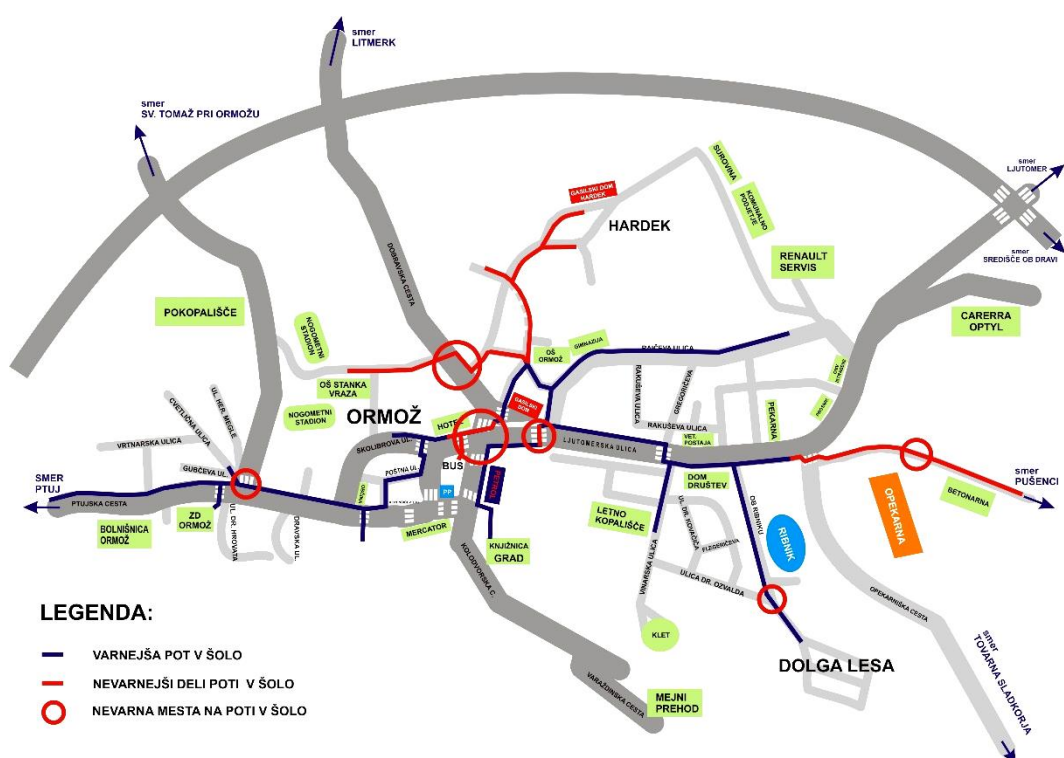 smer
LITMERK
smer
SV. TOMAŽ PRI ORMOŽU
smer
LJUTOMER
smer
SREDIŠČE OB DRAVI
SUROVINA
KOMUNALNO
PODJETJE
GASILSKI DOM
HARDEK
HARDEK
RENAULT
SERVIS
CARERRA
OPTYL
DOBRAVSKA CESTA
POKOPALIŠČE
NOGOMETNI
STADION
OŠ STANKA
VRAZA
NOGOMETNI
STADION
OŠ
ORMOŽ
GIMNAZIJA
RAKUŠEVA ULICA
GREGORIČEVA
RAKUŠEVA ULICA
PEKARNA
GASILSKI
DOM
ORMOŽ
HOTEL
SKOLIBROVA UL.
POŠTNA UL.
BUS
PP
LJUTOMERSKA ULICA
VET. POSTAJA
UL. HER. MEGLE
CVETLIČNA ULICA
VRTNARSKA ULICA
GUBČEVA UL.
SMER
PTUJ
PTUJSKA CESTA
BOLNIŠNICA
ORMOŽ
ZD
ORMOŽ
UL. DR. HROVATA
DRAVSKA UL.
MERCATOR
KNJIŽNICA
GRAD
KOLODVORSKA C.
LETNO
KOPALIŠČE
DOM
DRUŠTEV
UL. DR. KOVAČIČA
OB RIBNIKU
RIBNIK
OPEKARNA
BETONARNA
smer
PUŠENCI
VINARSKA ULICA
ULICA DR. OZVALDA
KLET
DOLGA LESA
OPEKARNIŠKA CESTA
smer
TOVARNA SLADKORJA
VARAŽDINSKA CESTA
MEJNI
PREHOD
LEGENDA:
VARNEJŠA POT V ŠOLO
NEVARNEJŠI DELI POTI V ŠOLO
NEVARNA MESTA NA POTI V ŠOLO